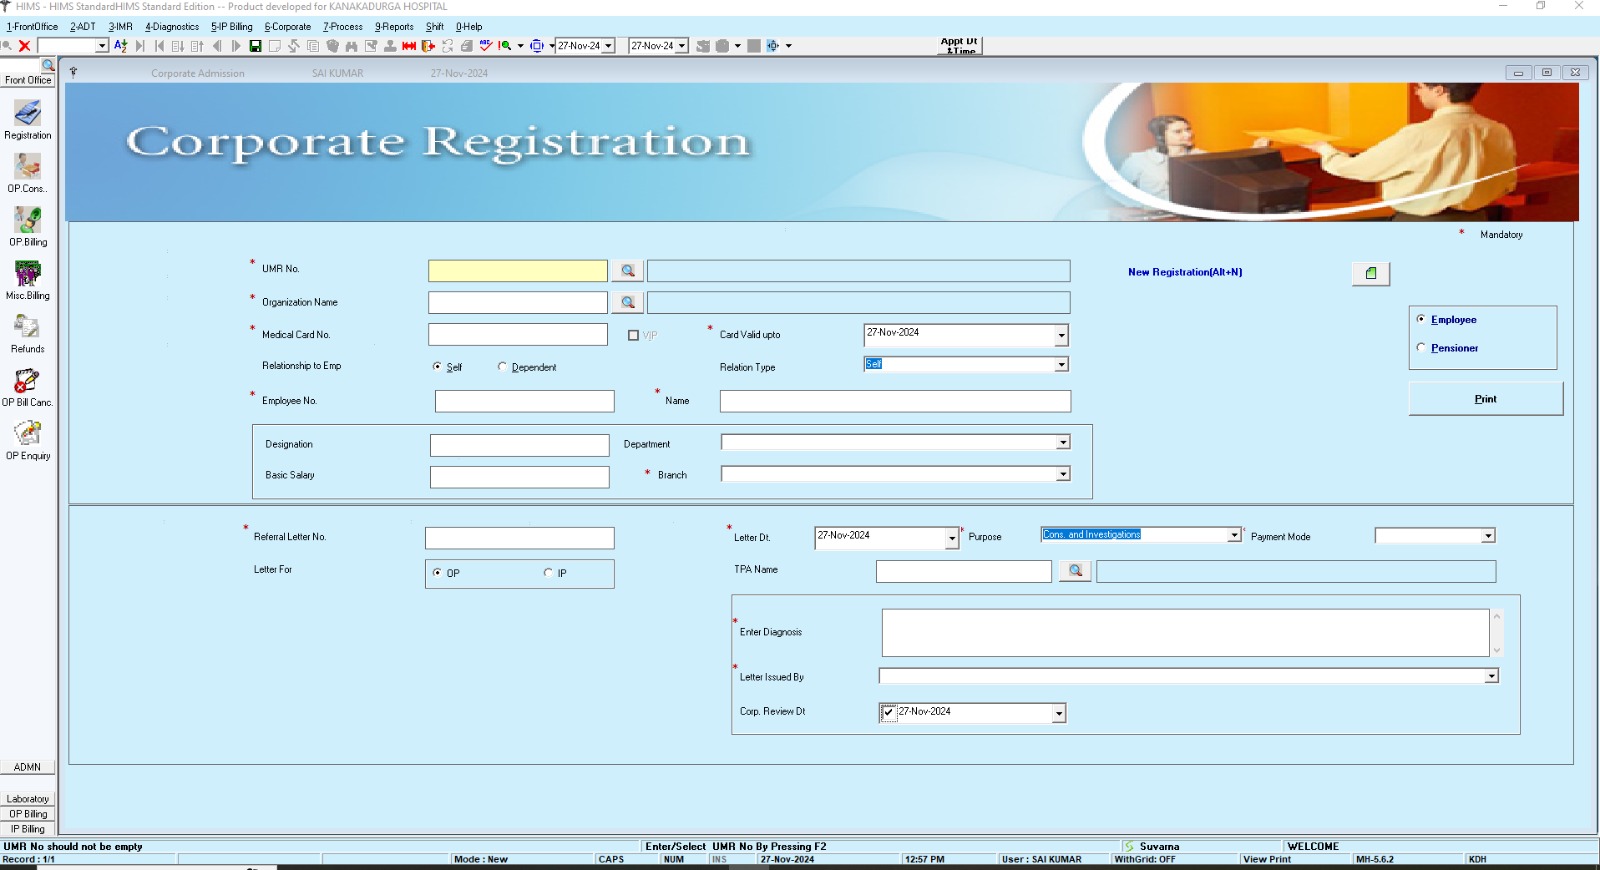 HIMS - HIMS StandardHIMS Standard Edition -- Product developed for KANAKADURGA HOSPITAL
1-FrontOffice 2-ADT 3-IMR 4-Diagnostics 5-IP Billing 6-Corporate 7-Process 9-Reports Shift 0-Help
27-Nov-24 27-Nov-24 Appt Dt &Time
Front Office
Corporate Admission SAI KUMAR 27-Nov-2024
Registration
OP.Cons..
OP.Billing
Misc.Billing
Refunds
OP Bill Canc.
OP Enquiry
ADMN
Laboratory
OP Billing
IP Billing
Corporate Registration
* Mandatory
* UMR No. New Registration(Alt+N)
* Organization Name
* Medical Card No. VIP * Card Valid upto 27-Nov-2024
Employee
Pensioner
Relationship to Emp Self Dependent Relation Type Self
* Employee No. * Name
Print
Designation Department
Basic Salary * Branch
* Referral Letter No. * Letter Dt. 27-Nov-2024 * Purpose Cons. and Investigations * Payment Mode
Letter For OP IP TPA Name
* Enter Diagnosis
* Letter Issued By
Corp. Review Dt 27-Nov-2024
UMR No should not be empty Enter/Select UMR No By Pressing F2 Suvarna WELCOME
Record : 1/1 Mode : New CAPS NUM INS 27-Nov-2024 12:57 PM User : SAI KUMAR WithGrid: OFF View Print MH-5.6.2 KDH